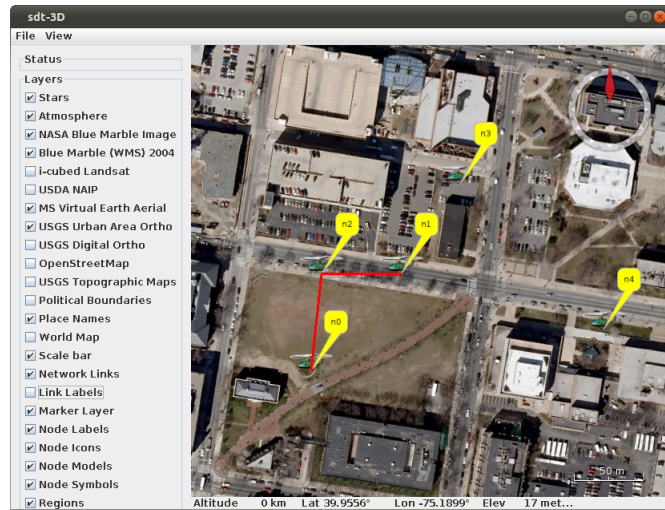 sdt-3D
File View
Status
Layers
Stars
Atmosphere
NASA Blue Marble Image
Blue Marble (WMS) 2004
i-cubed Landsat
USDA NAIP
MS Virtual Earth Aerial
USGS Urban Area Ortho
USGS Digital Ortho
OpenStreetMap
USGS Topographic Maps
Political Boundaries
Place Names
World Map
Scale bar
Network Links
Link Labels
Marker Layer
Node Labels
Node Icons
Node Models
Node Symbols
Regions
n3
n2
n1
n4
n0
50 m
Altitude 0 km Lat 39.9556° Lon -75.1899° Elev 17 met...